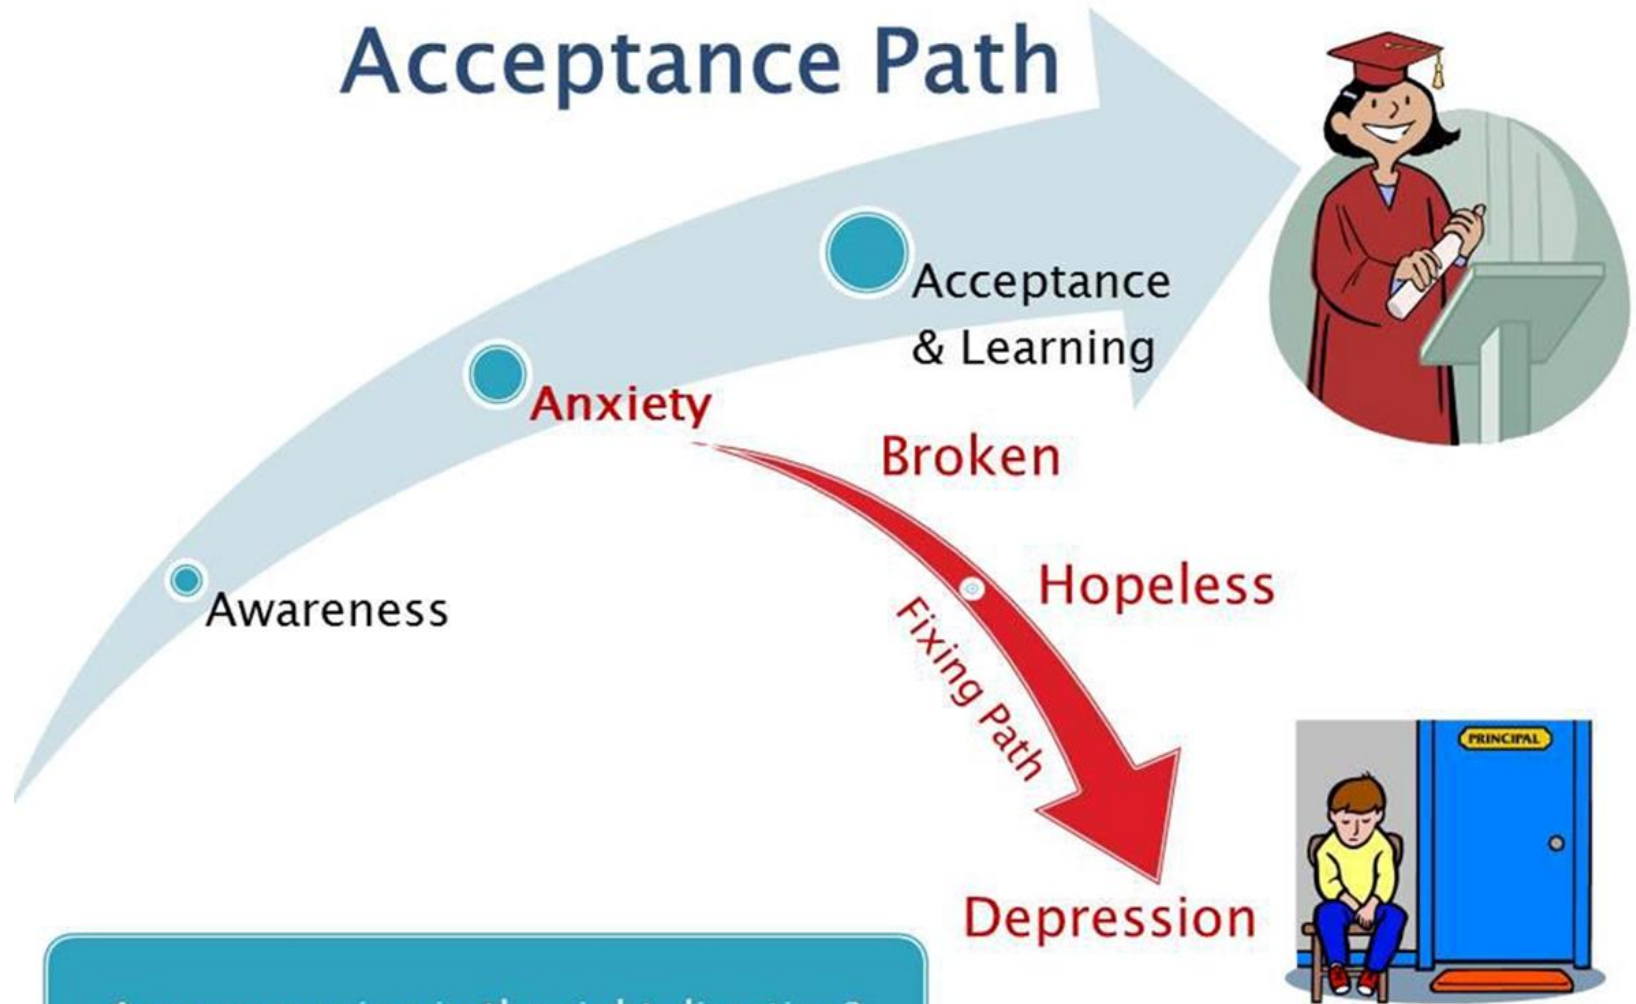 Acceptance Path
Acceptance
& Learning
Anxiety
Broken
Awareness
Hopeless
Fixing Path
PRINCIPAL
Depression